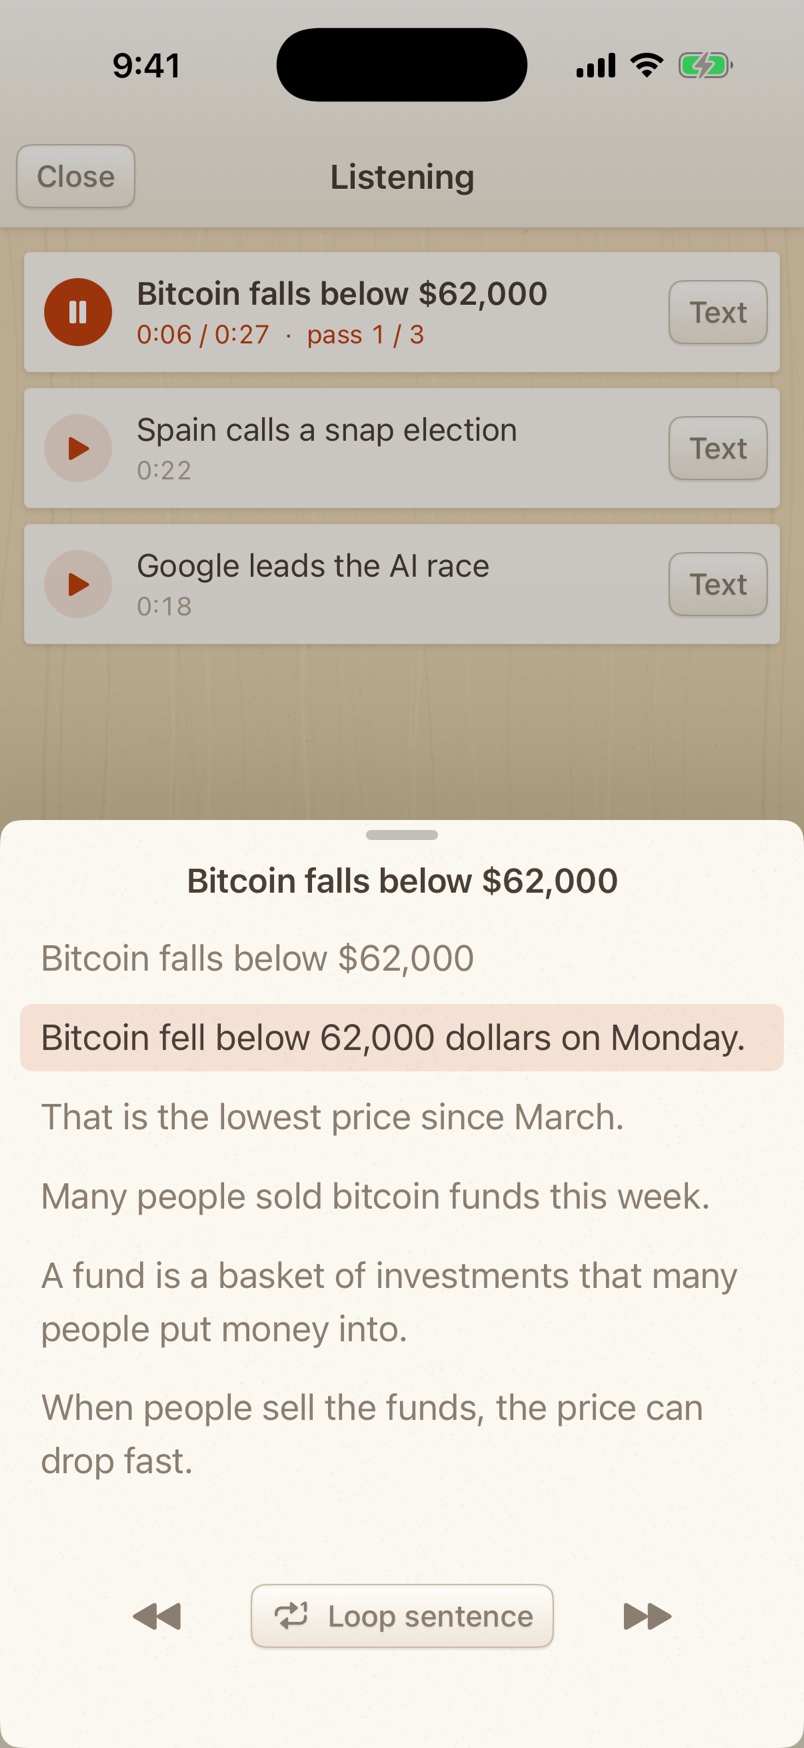 9:41
Close
Listening
Bitcoin falls below $62,000
0:06 / 0:27 · pass 1 / 3
Text
Spain calls a snap election
0:22
Text
Google leads the AI race
0:18
Text
Bitcoin falls below $62,000
Bitcoin falls below $62,000
Bitcoin fell below 62,000 dollars on Monday.
That is the lowest price since March.
Many people sold bitcoin funds this week.
A fund is a basket of investments that many
people put money into.
When people sell the funds, the price can
drop fast.
Loop sentence